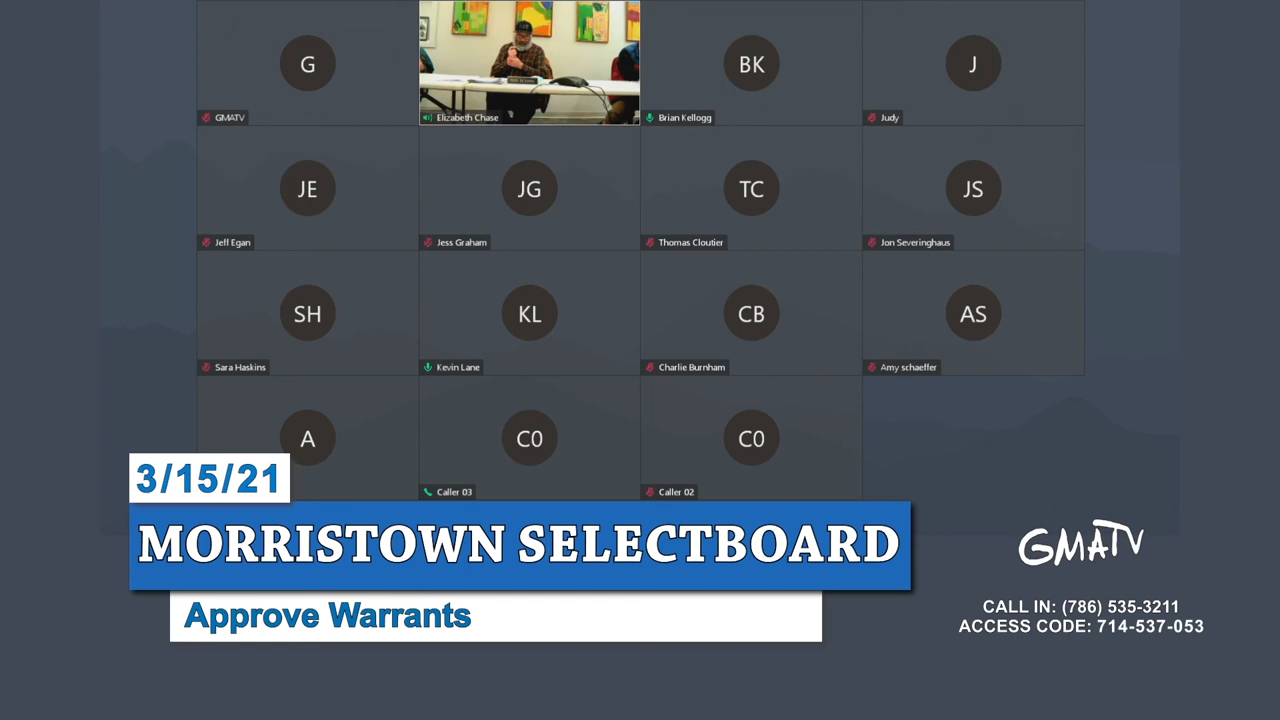 G
BK
J
GMATV
Elizabeth Chase
Brian Kellogg
Judy
JE
JG
TC
JS
Jeff Egan
Jess Graham
Thomas Cloutier
Jon Severinghaus
SH
KL
CB
AS
Sara Haskins
Kevin Lane
Charlie Burnham
Amy schaeffer
A
C0
C0
Caller 03
Caller 02
3/15/21
MORRISTOWN SELECTBOARD
Approve Warrants
GMATV
CALL IN: (786) 535-3211
ACCESS CODE: 714-537-053